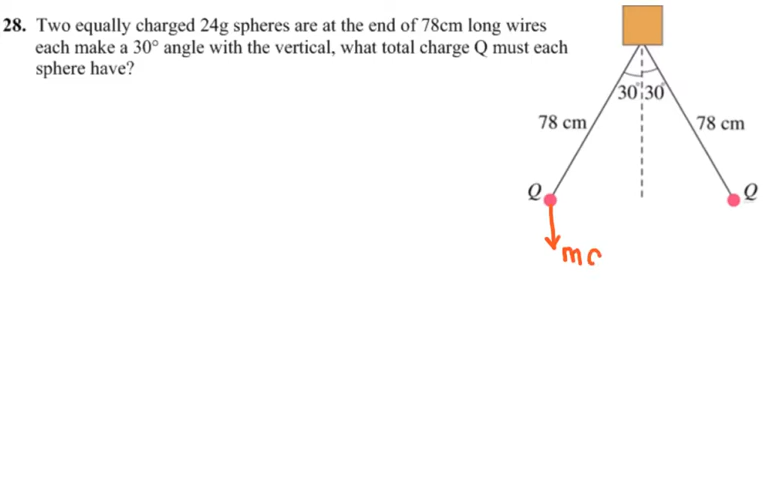 28. Two equally charged 24g spheres are at the end of 78cm long wires
each make a 30° angle with the vertical, what total charge Q must each
sphere have?
30° 30°
78 cm
78 cm
Q
Q